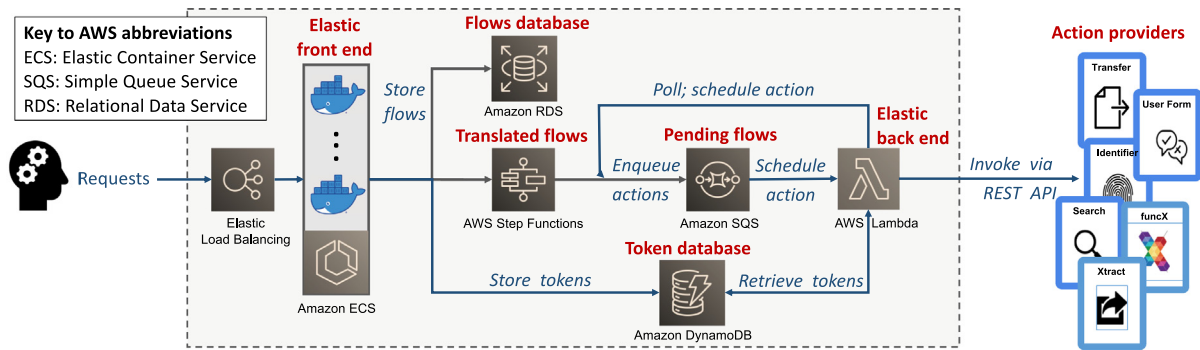 Key to AWS abbreviations
ECS: Elastic Container Service
SQS: Simple Queue Service
RDS: Relational Data Service
Requests
Elastic
Load Balancing
Elastic
front end
Amazon ECS
Store
flows
Flows database
Amazon RDS
Translated flows
AWS Step Functions
Poll; schedule action
Enqueue
actions
Pending flows
Amazon SQS
Schedule
action
Elastic
back end
AWS Lambda
Store tokens
Token database
Amazon DynamoDB
Retrieve tokens
Invoke via
REST API
Action providers
Transfer
User Form
Identifier
Search
funcX
Xtract